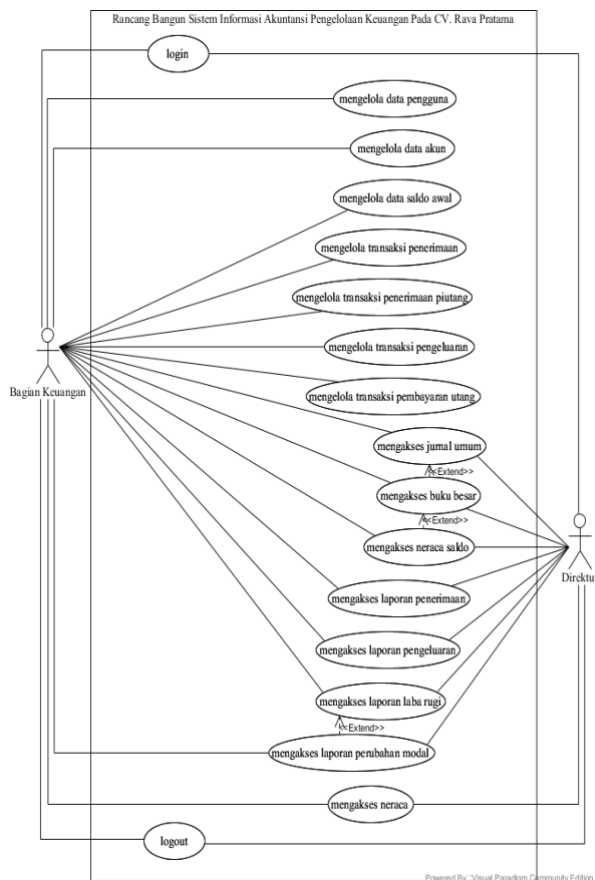 Rancang Bangun Sistem Informasi Akuntansi Pengelolaan Keuangan Pada CV. Rava Pratama
login
mengelola data pengguna
mengelola data akun
mengelola data saldo awal
mengelola transaksi penerimaan
mengelola transaksi penerimaan piutang
mengelola transaksi pengeluaran
Bagian Keuangan
mengelola transaksi pembayaran utang
mengakses jurnal umum
<<Extend>>
mengakses buku besar
<<Extend>>
mengakses neraca saldo
Direktu
mengakses laporan penerimaan
mengakses laporan pengeluaran
mengakses laporan laba rugi
<<Extend>>
mengakses laporan perubahan modal
mengakses neraca
logout
Powered By Visual Paradigm Community Edition